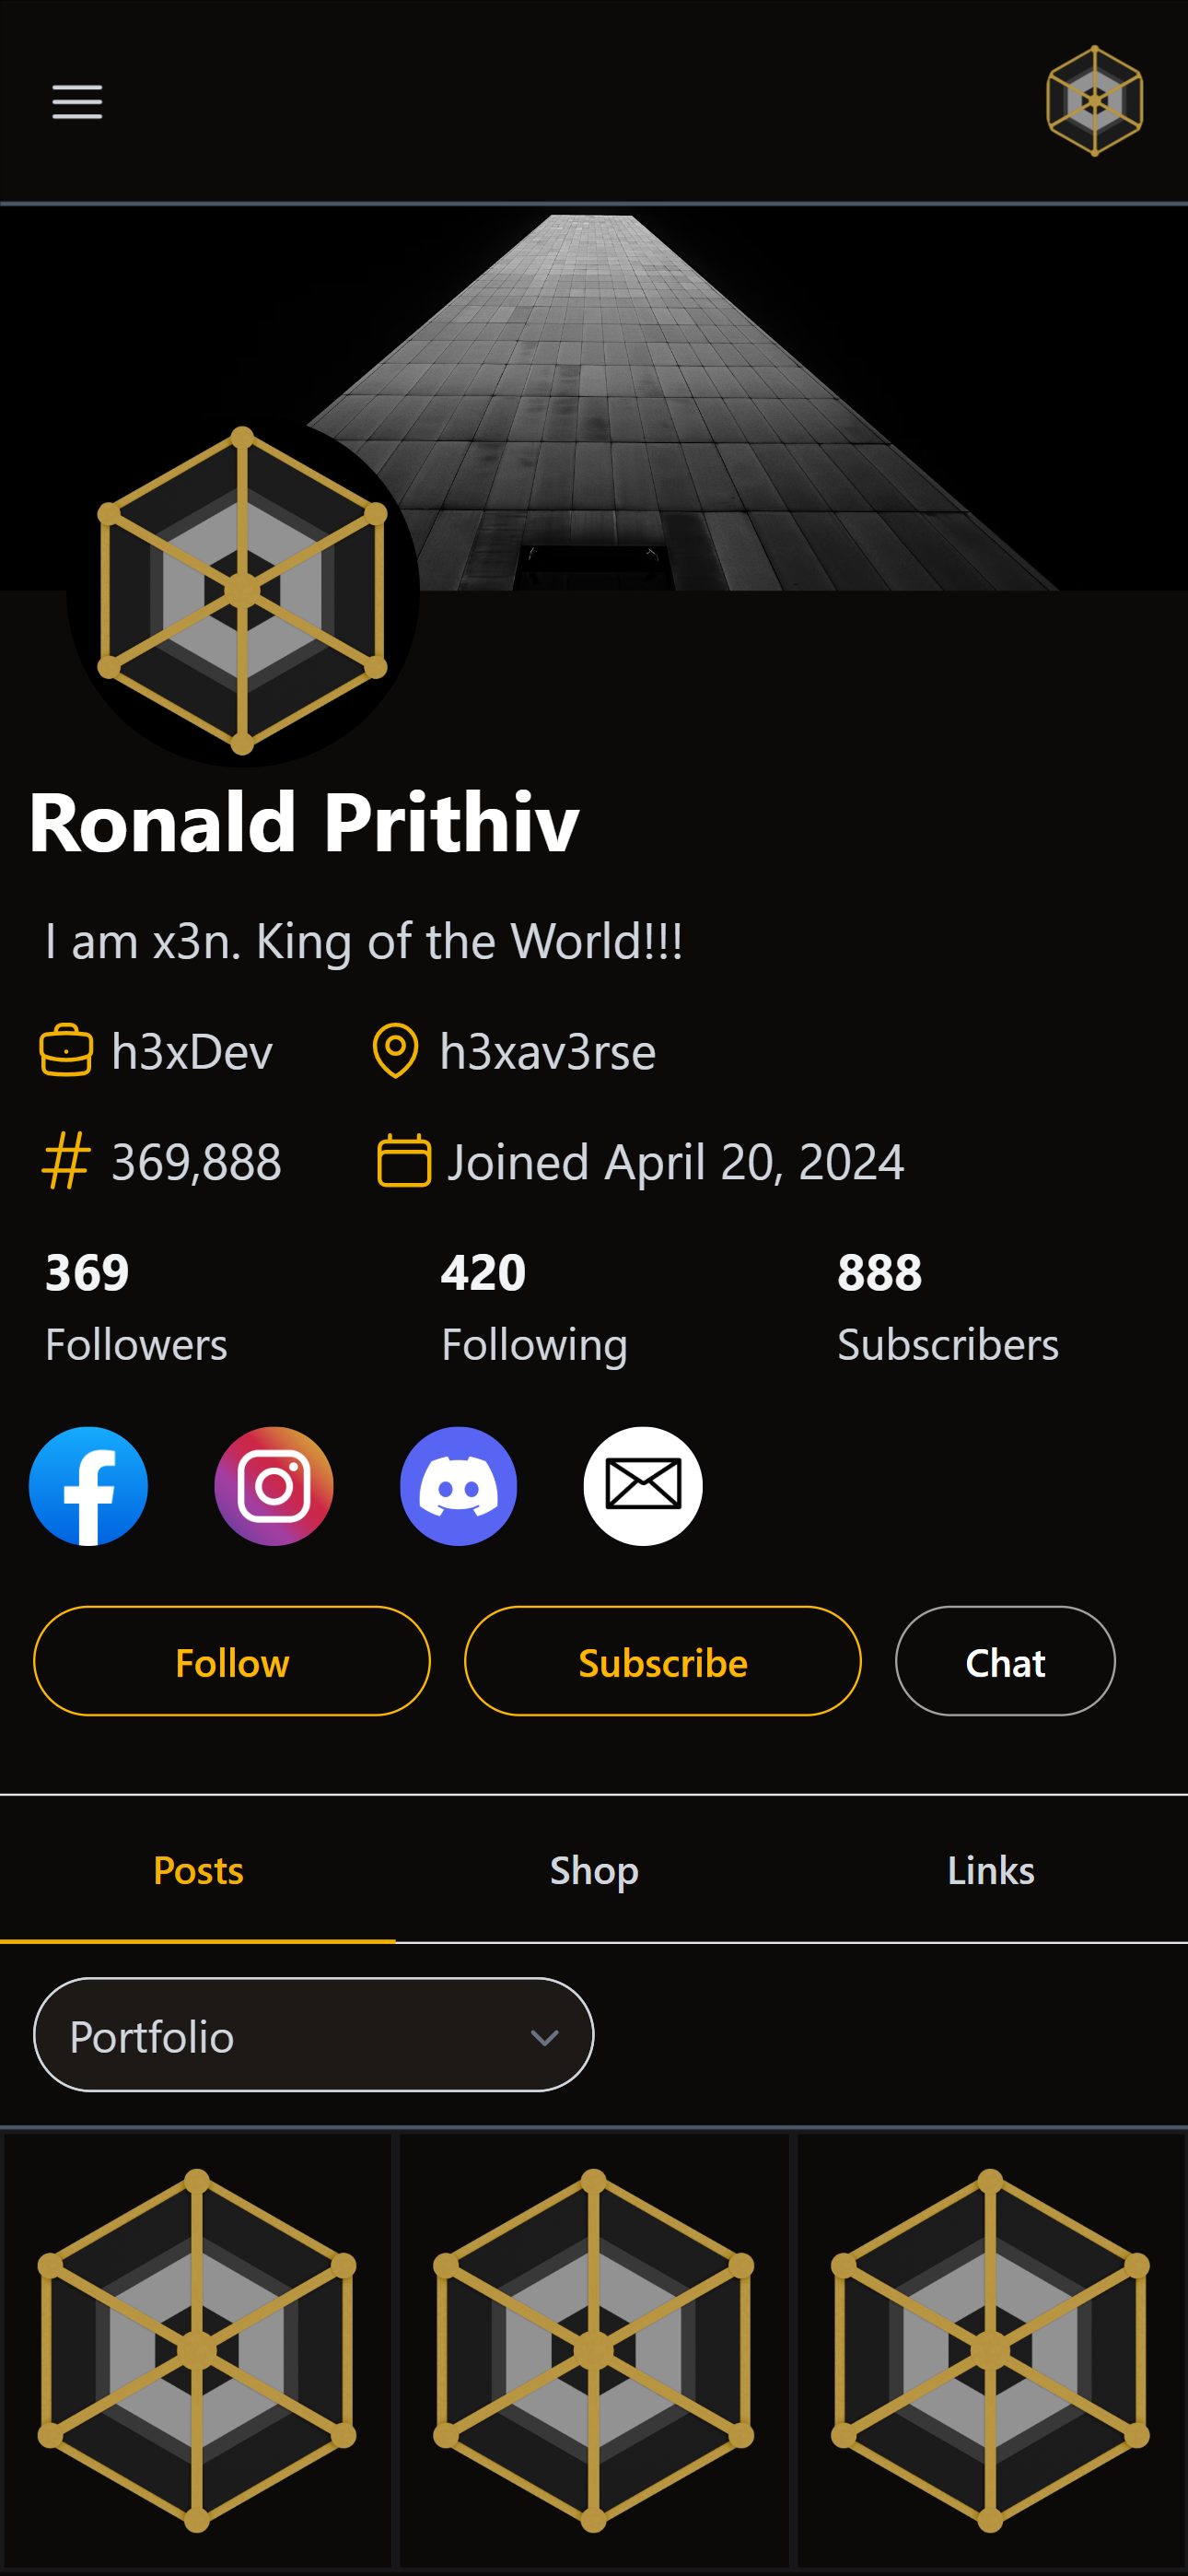 Ronald Prithiv
I am x3n. King of the World!!!
h3xDev h3xav3rse
369,888 Joined April 20, 2024
369 420 888
Followers Following Subscribers
Follow Subscribe Chat
Posts Shop Links
Portfolio